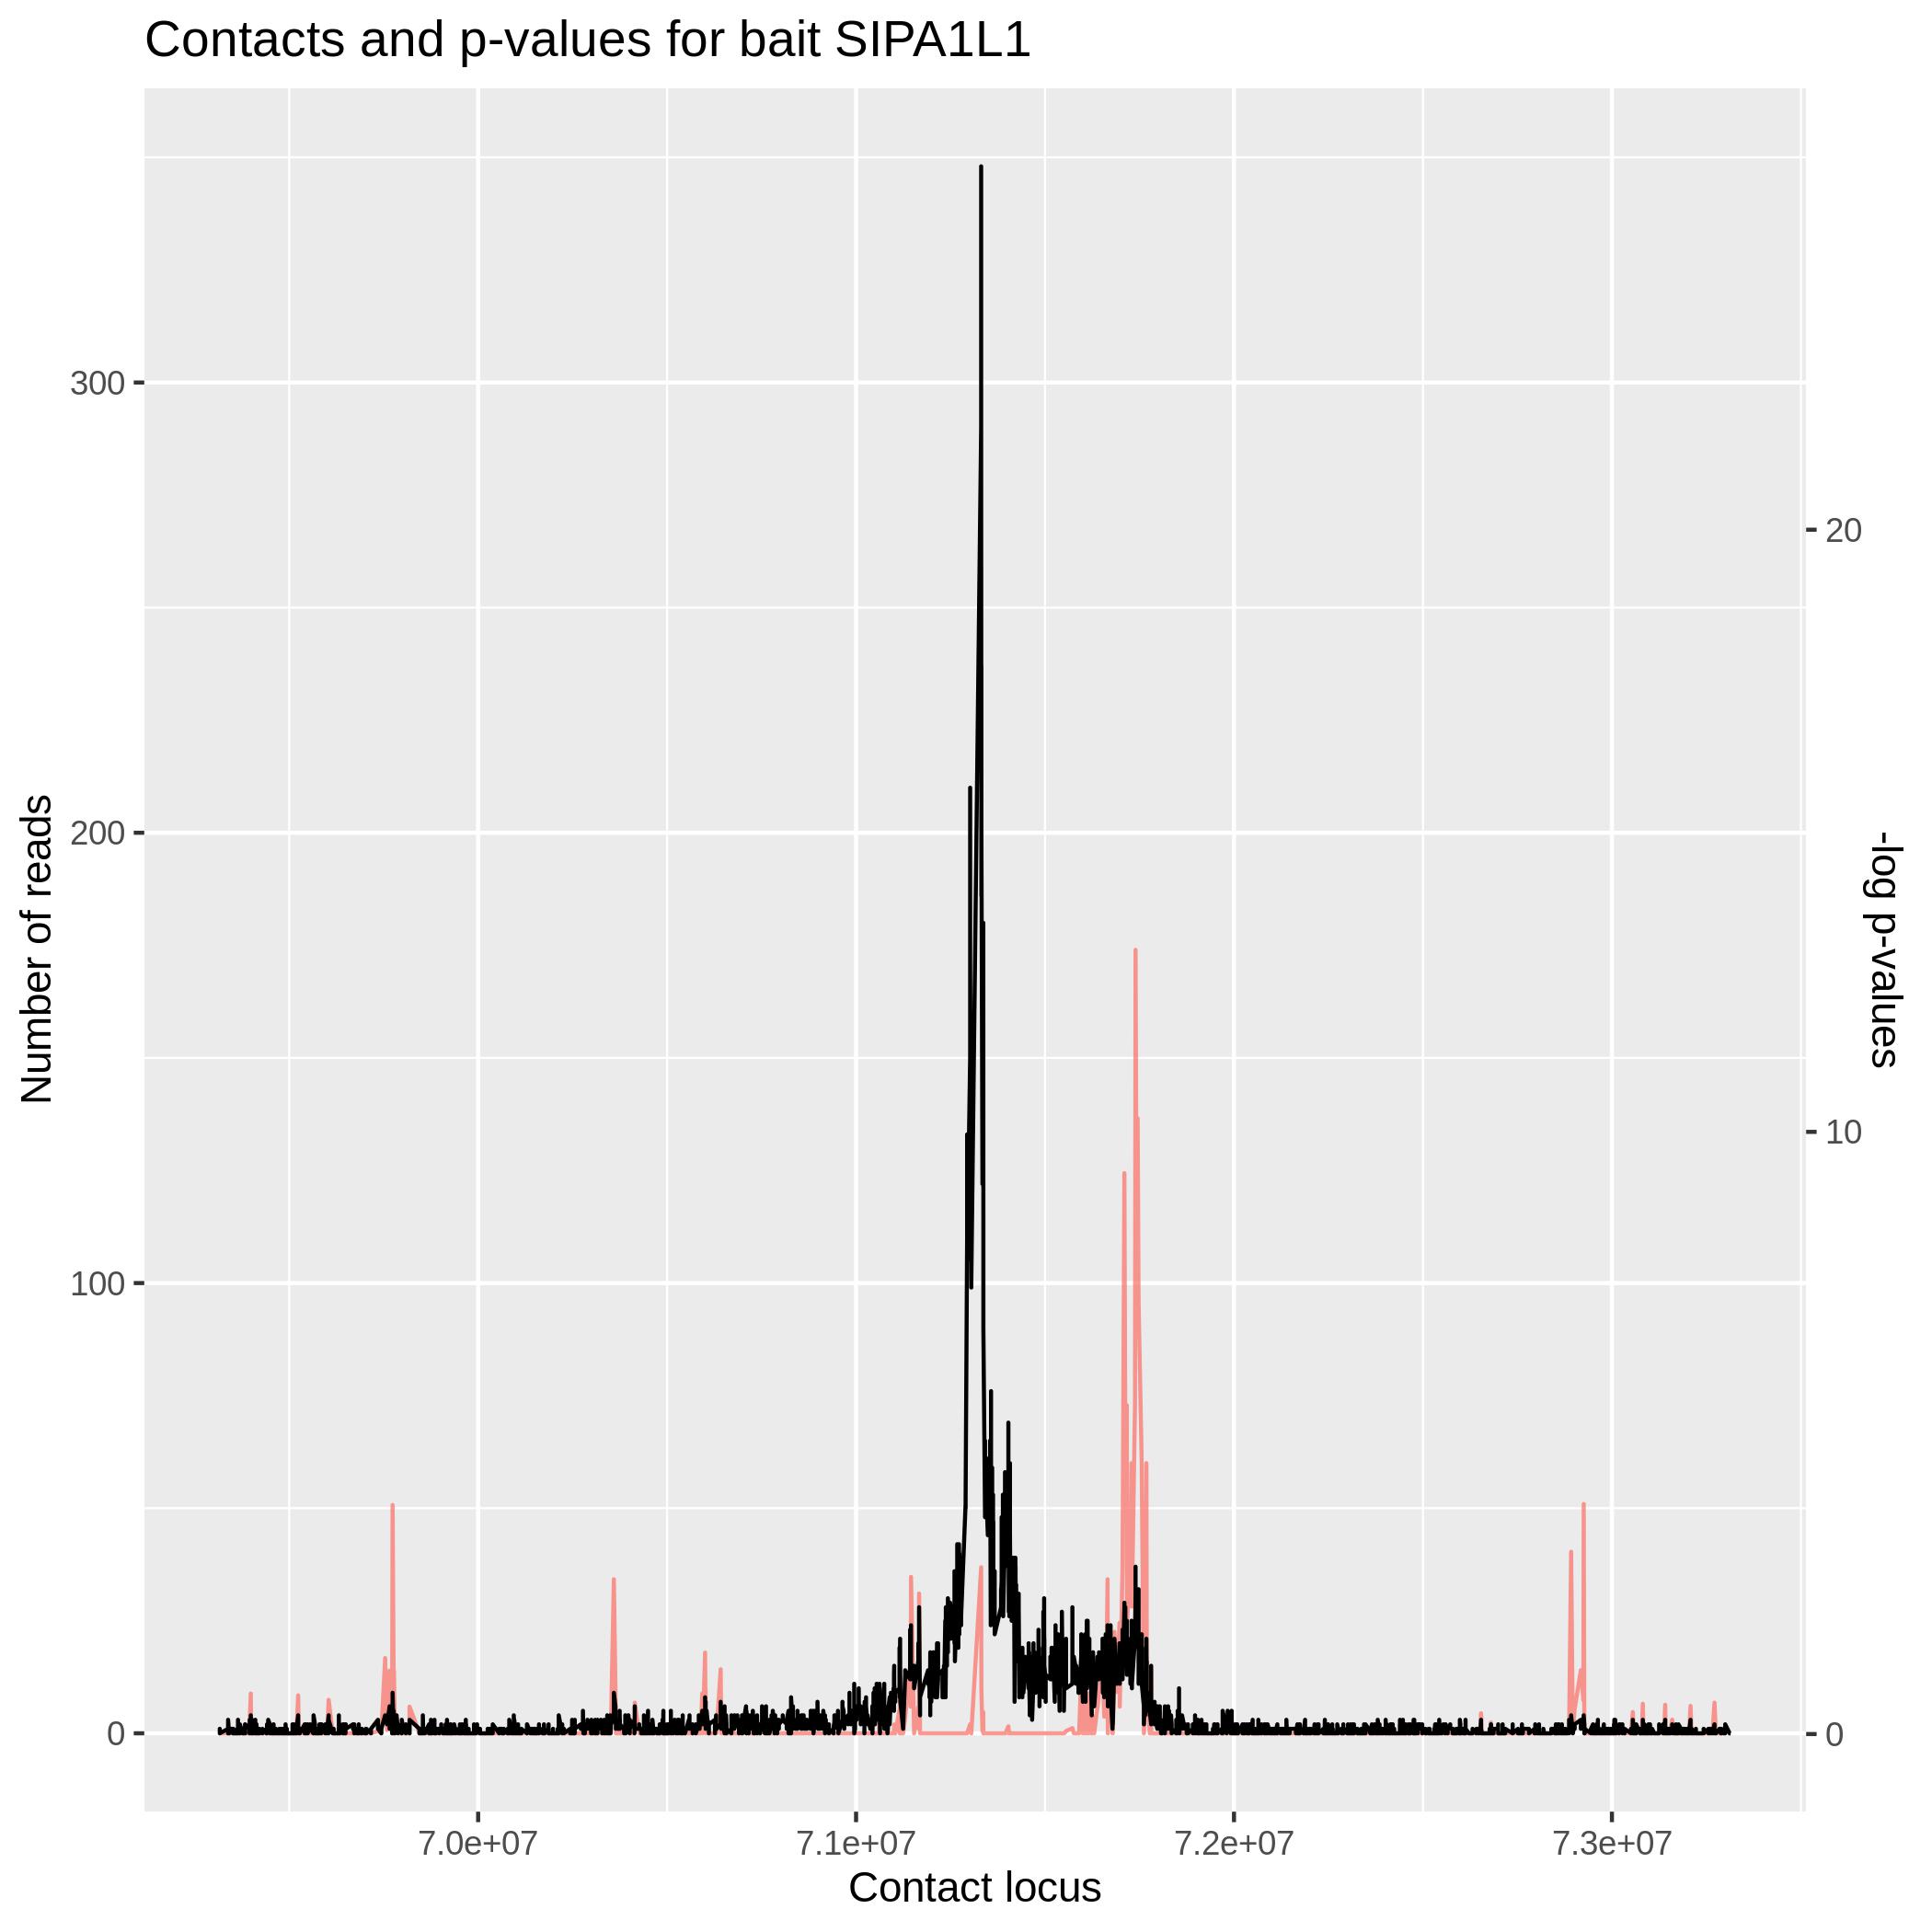 Contacts and p-values for bait SIPA1L1
Number of reads
300
200
100
0
20
10
0
-log p-values
7.0e+07
7.1e+07
7.2e+07
7.3e+07
Contact locus